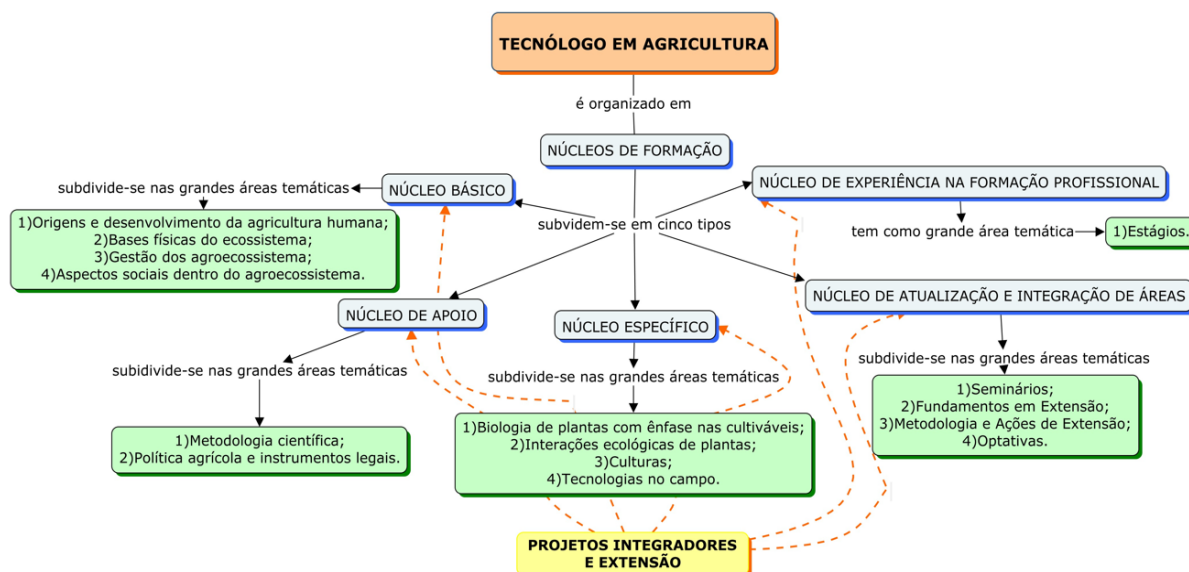 TECNÓLOGO EM AGRICULTURA
é organizado em
NÚCLEOS DE FORMAÇÃO
subvidem-se em cinco tipos
NÚCLEO BÁSICO
subdivide-se nas grandes áreas temáticas
1)Origens e desenvolvimento da agricultura humana;
2)Bases físicas do ecossistema;
3)Gestão dos agroecossistema;
4)Aspectos sociais dentro do agroecossistema.
NÚCLEO DE EXPERIÊNCIA NA FORMAÇÃO PROFISSIONAL
tem como grande área temática
1)Estágios.
NÚCLEO DE APOIO
subidivide-se nas grandes áreas temáticas
1)Metodologia científica;
2)Política agrícola e instrumentos legais.
NÚCLEO ESPECÍFICO
subdivide-se nas grandes áreas temáticas
1)Biologia de plantas com ênfase nas cultiváveis;
2)Interações ecológicas de plantas;
3)Culturas;
4)Tecnologias no campo.
NÚCLEO DE ATUALIZAÇÃO E INTEGRAÇÃO DE ÁREAS
subdivide-se nas grandes áreas temáticas
1)Seminários;
2)Fundamentos em Extensão;
3)Metodologia e Ações de Extensão;
4)Optativas.
PROJETOS INTEGRADORES
E EXTENSÃO